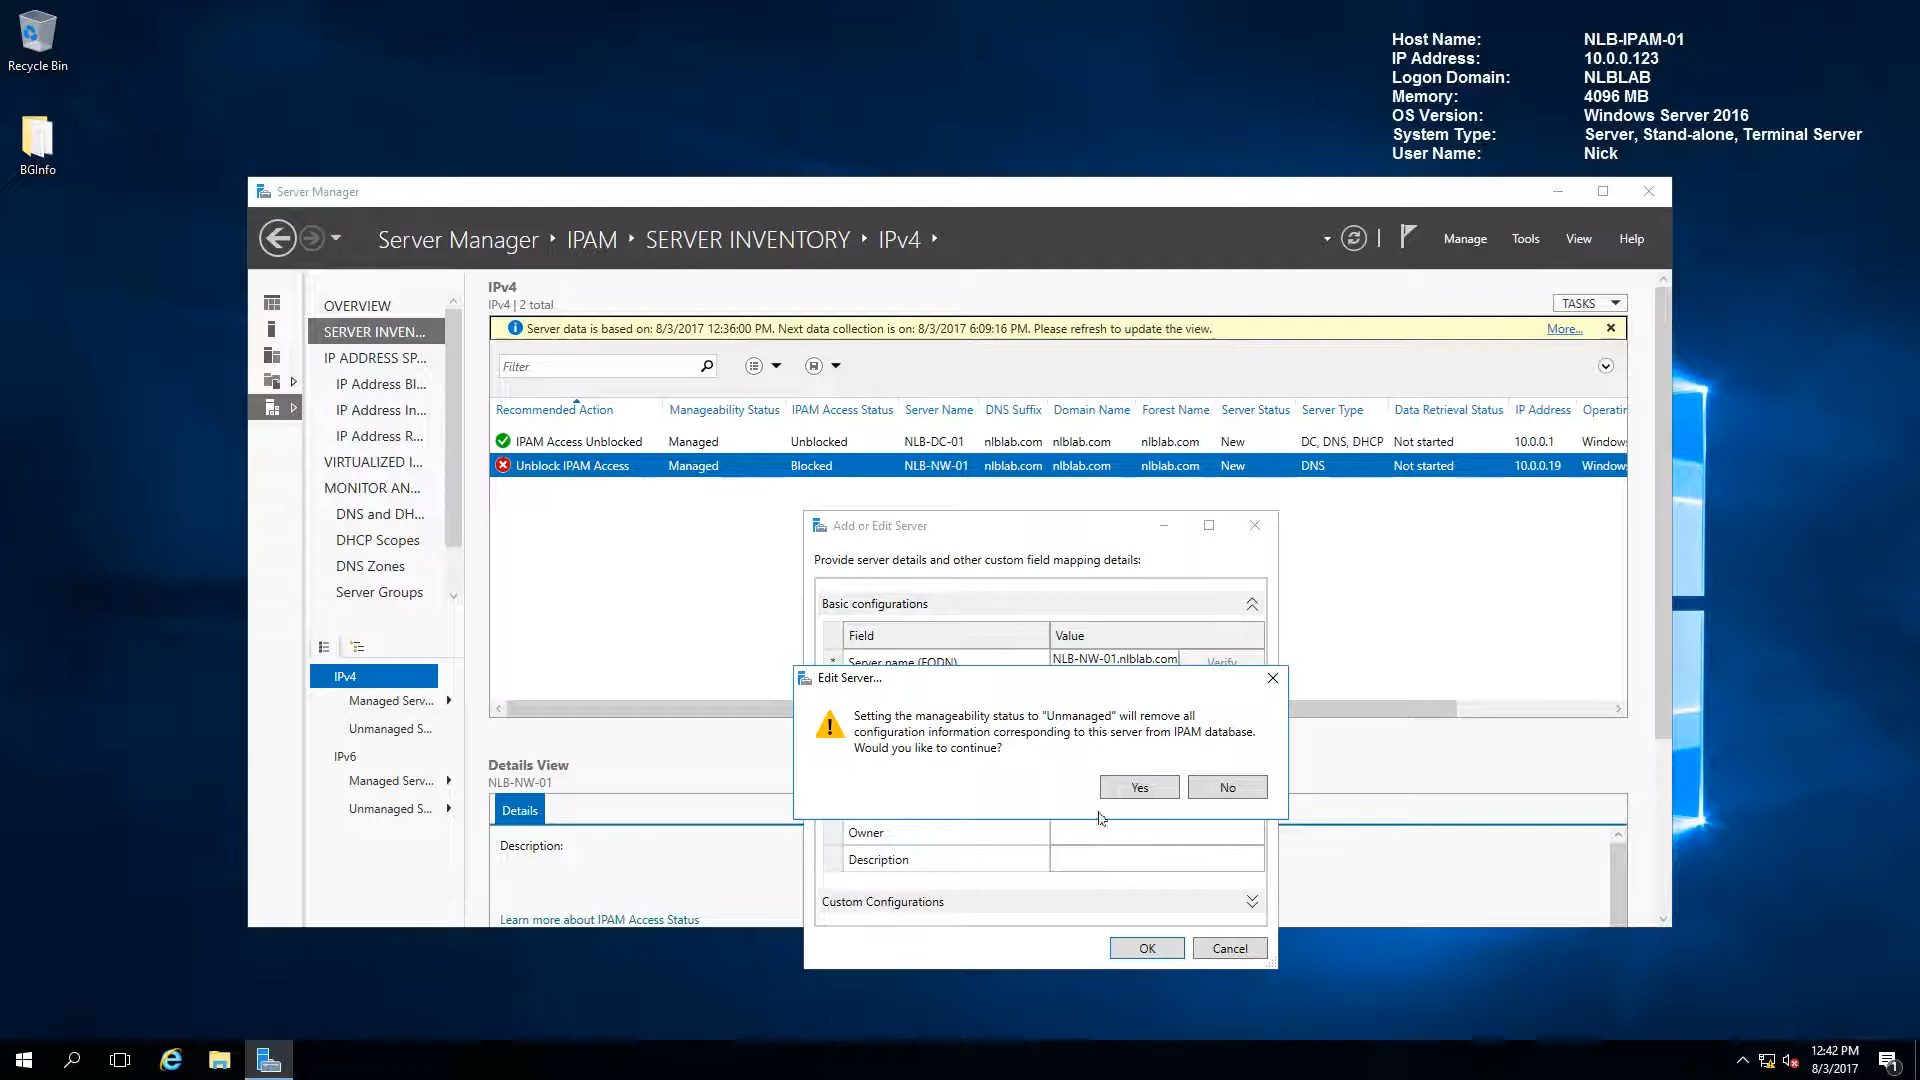 Recycle Bin
BGInfo
Host Name: NLB-IPAM-01
IP Address: 10.0.0.123
Logon Domain: NLBLAB
Memory: 4096 MB
OS Version: Windows Server 2016
System Type: Server, Stand-alone, Terminal Server
User Name: Nick
Server Manager
Server Manager IPAM SERVER INVENTORY IPv4
Manage Tools View Help
OVERVIEW
SERVER INVEN...
IP ADDRESS SP...
IP Address Bl...
IP Address In...
IP Address R...
VIRTUALIZED I...
MONITOR AN...
DNS and DH...
DHCP Scopes
DNS Zones
Server Groups
IPv4
Managed Serv...
Unmanaged S...
IPv6
Managed Serv...
Unmanaged S...
IPv4
IPv4 | 2 total
TASKS
Server data is based on: 8/3/2017 12:36:00 PM. Next data collection is on: 8/3/2017 6:09:16 PM. Please refresh to update the view. More...
Filter
Recommended Action Manageability Status IPAM Access Status Server Name DNS Suffix Domain Name Forest Name Server Status Server Type Data Retrieval Status IP Address Operatin
IPAM Access Unblocked Managed Unblocked NLB-DC-01 nlblab.com nlblab.com nlblab.com New DC, DNS, DHCP Not started 10.0.0.1 Window
Unblock IPAM Access Managed Blocked NLB-NW-01 nlblab.com nlblab.com nlblab.com New DNS Not started 10.0.0.19 Window
Details View
NLB-NW-01
Details
Description:
Learn more about IPAM Access Status
Add or Edit Server
Provide server details and other custom field mapping details:
Basic configurations
Field Value
* Server name (FQDN) NLB-NW-01.nlblab.com Verify
Edit Server...
Setting the manageability status to "Unmanaged" will remove all
configuration information corresponding to this server from IPAM database.
Would you like to continue?
Yes No
Owner
Description
Custom Configurations
OK Cancel
12:42 PM
8/3/2017
1